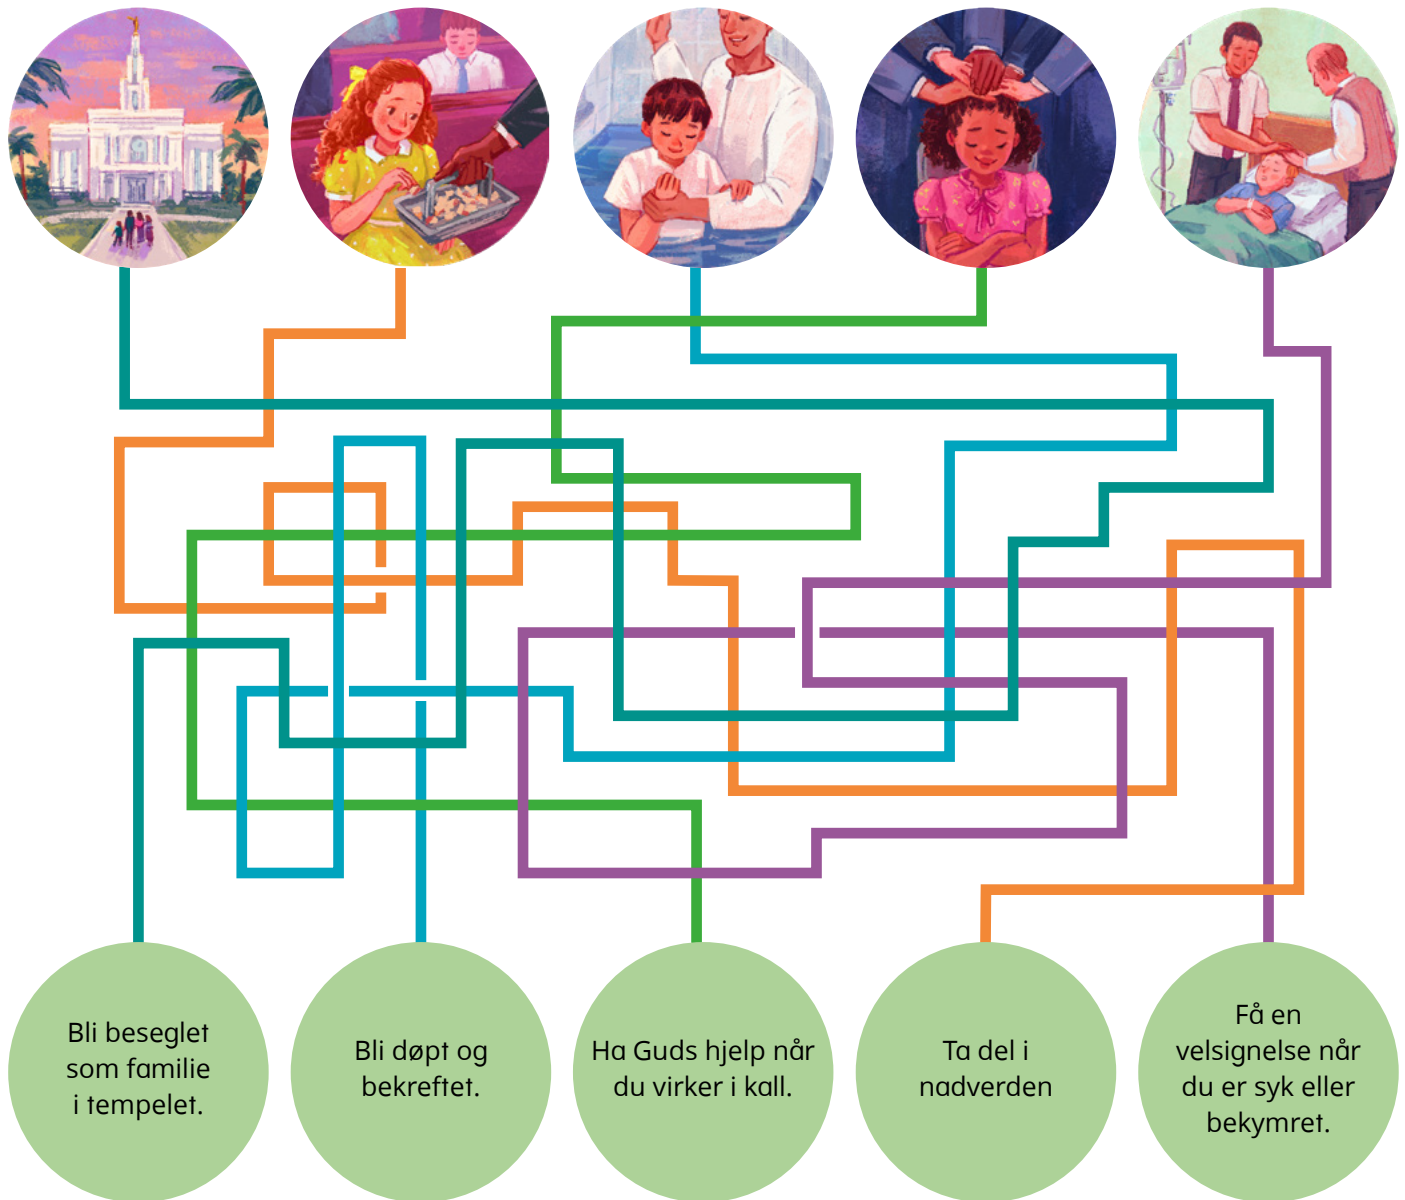 Bli beseglet
som familie
i tempelet.
Bli døpt og
bekreftet.
Ha Guds hjelp når
du virker i kall.
Ta del i
nadverden
Få en
velsignelse når
du er syk eller
bekymret.